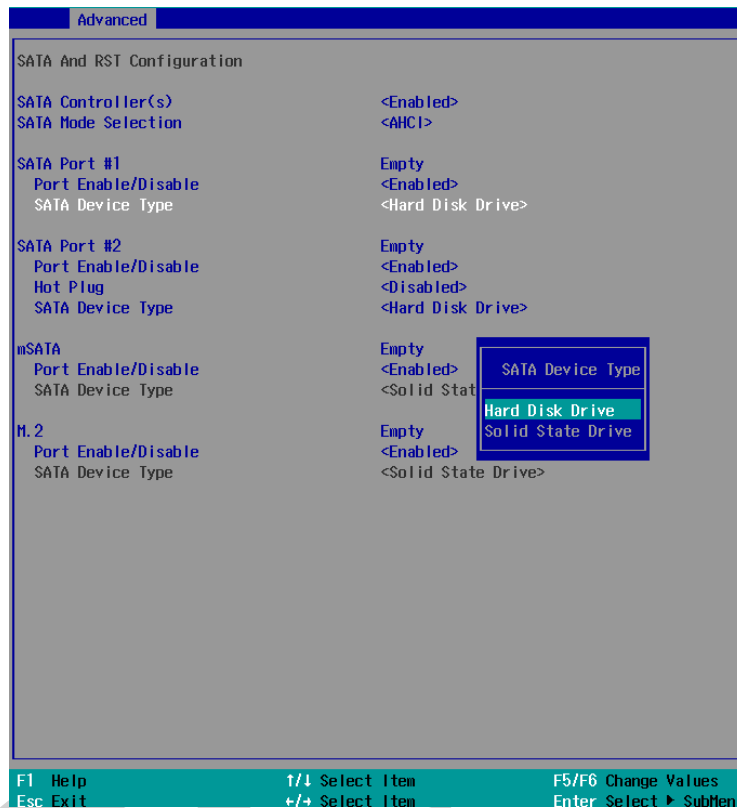 Advanced
SATA And RST Configuration
SATA Controller(s) <Enabled>
SATA Mode Selection <AHCI>
SATA Port #1 Empty
Port Enable/Disable <Enabled>
SATA Device Type <Hard Disk Drive>
SATA Port #2 Empty
Port Enable/Disable <Enabled>
Hot Plug <Disabled>
SATA Device Type <Hard Disk Drive>
mSATA Empty
Port Enable/Disable <Enabled>
SATA Device Type <Solid Stat
SATA Device Type
Hard Disk Drive
Solid State Drive
M.2 Empty
Port Enable/Disable <Enabled>
SATA Device Type <Solid State Drive>
F1 Help ↑/↓ Select Item F5/F6 Change Values
Esc Exit ←/→ Select Item Enter Select ▶ SubMen